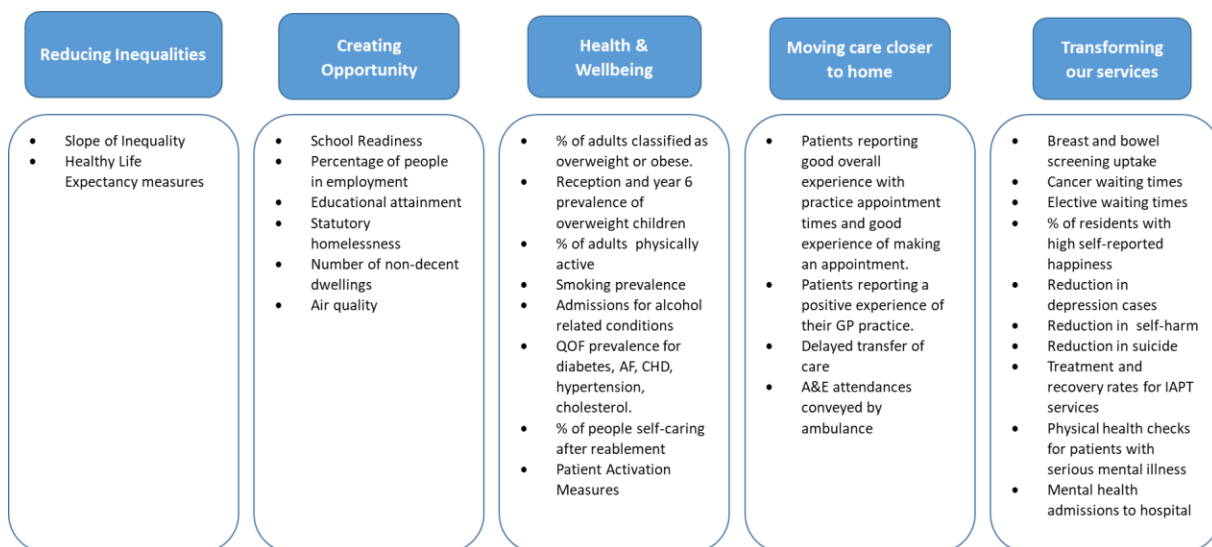 Reducing Inequalities
Slope of Inequality
Healthy Life
Expectancy measures
Creating
Opportunity
School Readiness
Percentage of people
in employment
Educational attainment
Statutory
homelessness
Number of non-decent
dwellings
Air quality
Health &
Wellbeing
% of adults classified as
overweight or obese.
Reception and year 6
prevalence of
overweight children
% of adults physically
active
Smoking prevalence
Admissions for alcohol
related conditions
QOF prevalence for
diabetes, AF, CHD,
hypertension,
cholesterol.
% of people self-caring
after reablement
Patient Activation
Measures
Moving care closer
to home
Patients reporting
good overall
experience with
practice appointment
times and good
experience of making
an appointment.
Patients reporting a
positive experience of
their GP practice.
Delayed transfer of
care
A&E attendances
conveyed by
ambulance
Transforming
our services
Breast and bowel
screening uptake
Cancer waiting times
Elective waiting times
% of residents with
high self-reported
happiness
Reduction in
depression cases
Reduction in self-harm
Reduction in suicide
Treatment and
recovery rates for IAPT
services
Physical health checks
for patients with
serious mental illness
Mental health
admissions to hospital